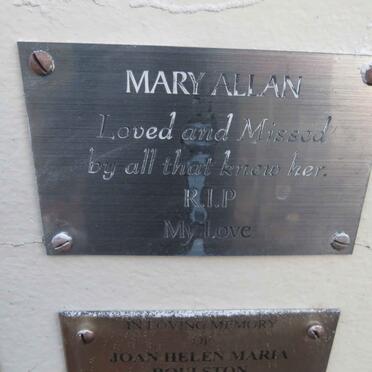 MARY ALLAN
Loved and Missed
by all that know her.
R.I.P
My Love
IN LOVING MEMORY
OF
JOAN HELEN MARIA
POULSTON